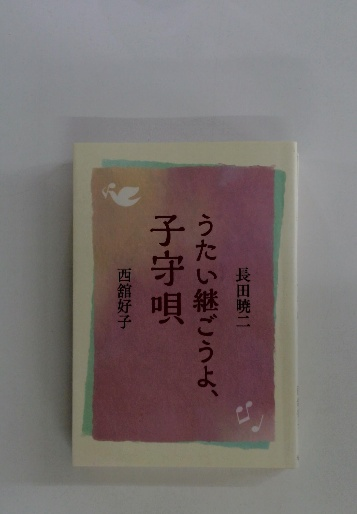 うたい継ごうよ、
子守唄
長田暁二
西舘好子